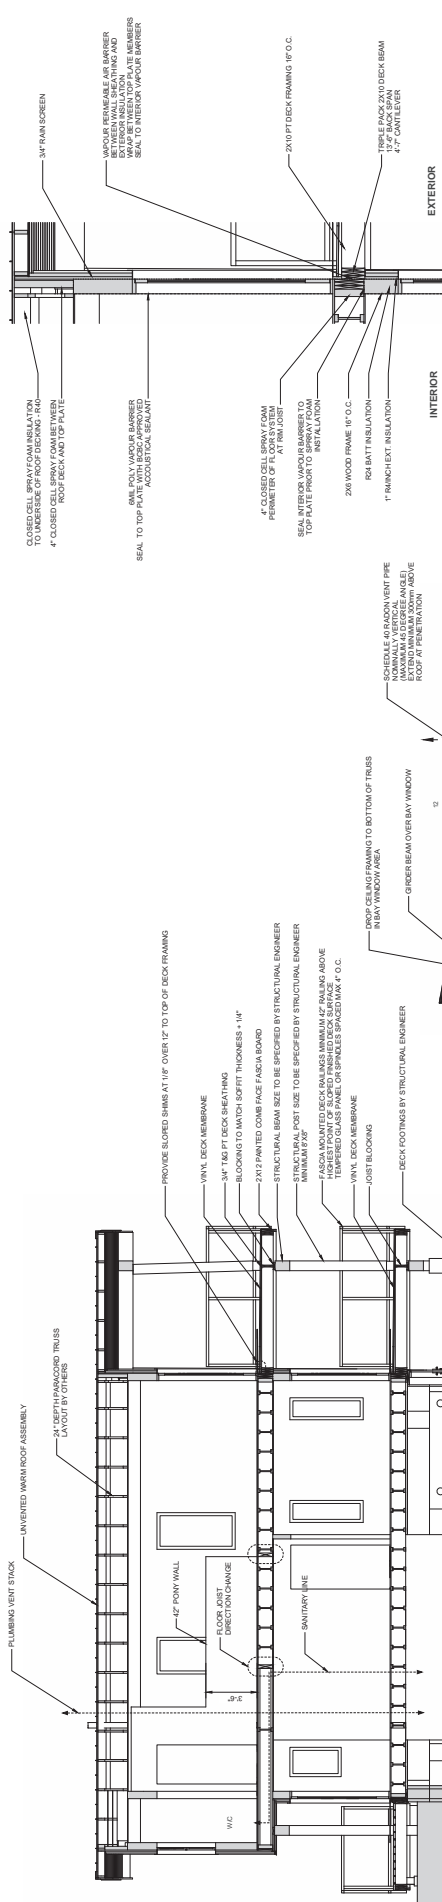 3/4" RAIN SCREEN
VAPOUR PERMEABLE AIR BARRIER
BETWEEN WALL SHEATHING AND
EXTERIOR INSULATION
WRAP BETWEEN TOP PLATE MEMBERS
SEAL TO INTERIOR VAPOUR BARRIER
2X10 PT DECK FRAMING 16" O.C.
TRIPLE PACK 2X10 DECK BEAM
13'-6" BACK SPAN
4'-7" CANTILEVER
EXTERIOR
CLOSED CELL SPRAY FOAM INSULATION
TO UNDERSIDE OF ROOF DECKING - R40
4" CLOSED CELL SPRAY FOAM BETWEEN
ROOF DECK AND TOP PLATE
6MIL POLY VAPOUR BARRIER
SEAL TO TOP PLATE WITH BCBC APPROVED
ACCOUSTICAL SEALANT
4" CLOSED CELL SPRAY FOAM
PERIMETER OF FLOOR SYSTEM
AT RIM JOIST
SEAL INTERIOR VAPOUR BARRIER TO
TOP PLATE PRIOR TO SPRRAY FOAM
INSTALLATION
2X6 WOOD FRAME 16" O.C.
R24 BATT INSULATION
1" R4/INCH EXT. INSULATION
INTERIOR
SCHEDULE 40 RADON VENT PIPE
NOMINALLY VERTICAL
(MAXIMUM 45 DEGREE ANGLE)
EXTEND MINIMUM 300mm ABOVE
ROOF AT PENETRATION
12
DROP CEILING FRAMING TO BOTTOM OF TRUSS
IN BAY WINDOW AREA
GIRDER BEAM OVER BAY WINDOW
PROVIDE SLOPED SHIMS AT 1/8" OVER 12" TO TOP OF DECK FRAMING
VINYL DECK MEMBRANE
3/4" T&G PT DECK SHEATHING
BLOCKING TO MATCH SOFFIT THICKNESS + 1/4"
2X12 PAINTED COMB FACE FASCIA BOARD
STRUCTURAL BEAM SIZE TO BE SPECIFIED BY STRUCTURAL ENGINEER
STRUCTURAL POST SIZE TO BE SPECIFIED BY STRUCTURAL ENGINEER
MINIMUM 8"X8"
FASCIA MOUNTED DECK RAILINGS MINIMUM 42" RAILING ABOVE
HIGHEST POINT OF SLOPED FINISHED DECK SURFACE
TEMPERED GLASS PANEL OR SPINDLES SPACED MAX 4" O.C.
VINYL DECK MEMBRANE
JOIST BLOCKING
DECK FOOTINGS BY STRUCTURAL ENGINEER
PLUMBING VENT STACK
UNVENTED WARM ROOF ASSEMBLY
24" DEPTH PARACORD TRUSS
LAYOUT BY OTHERS
42" PONY WALL
FLOOR JOIST
DIRECTION CHANGE
3'-6"
SANITARY LINE
W/C